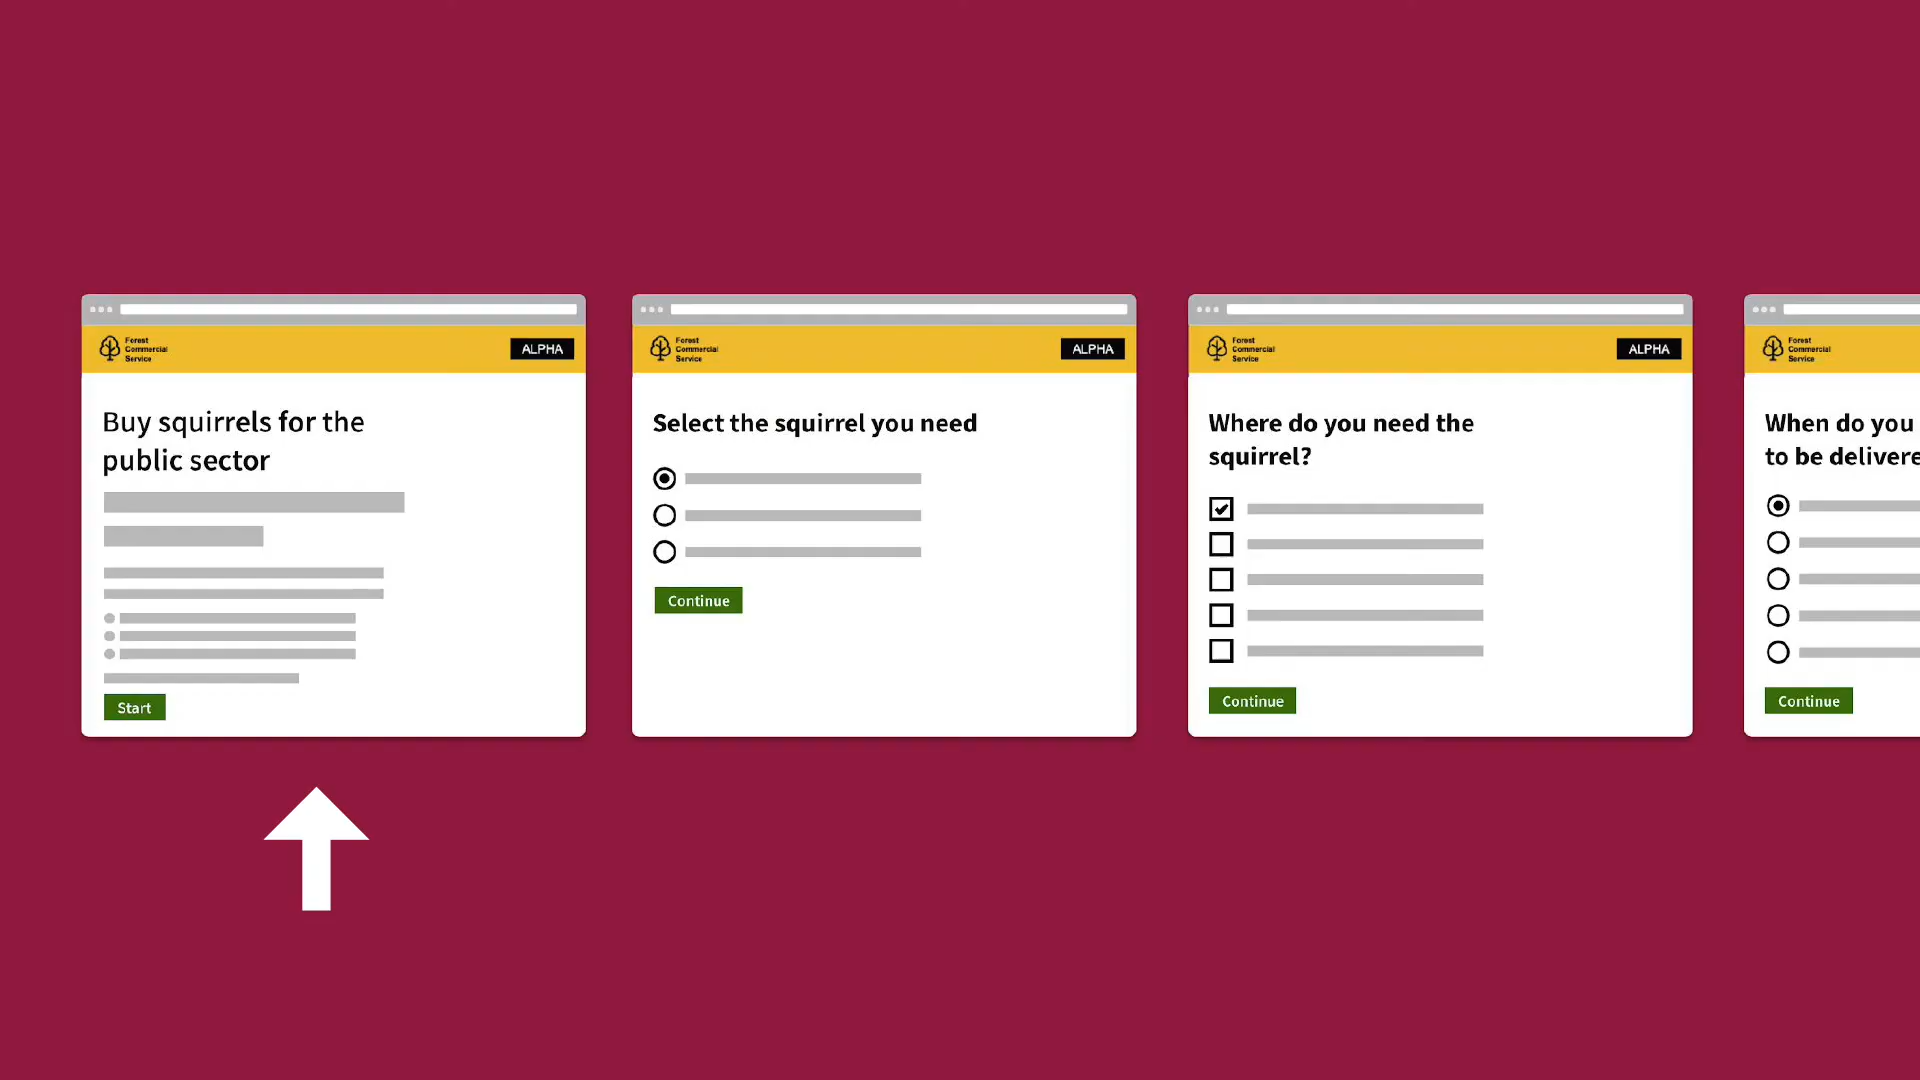 Forest
Commercial
Service
ALPHA
Buy squirrels for the
public sector
Start
Forest
Commercial
Service
ALPHA
Select the squirrel you need
Continue
Forest
Commercial
Service
ALPHA
Where do you need the
squirrel?
Continue
Forest
Commercial
Service
When do you
to be delivere
Continue